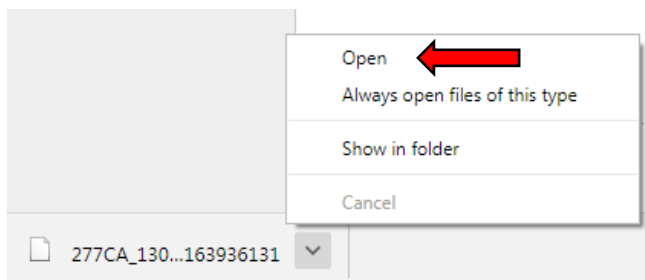 Open
Always open files of this type
Show in folder
Cancel
277CA_130...163936131